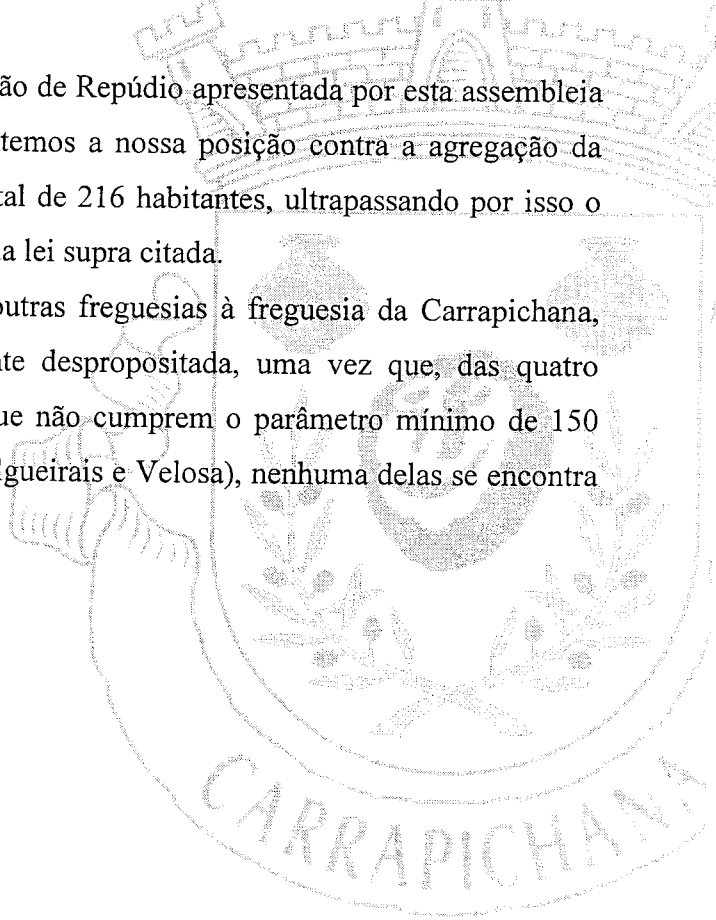 ão de Repúdio apresentada por esta assembleia
temos a nossa posição contra a agregação da
tal de 216 habitantes, ultrapassando por isso o
a lei supra citada.
outras freguesias à freguesia da Carrapichana,
te despropositada, uma vez que, das quatro
ue não cumprem o parâmetro mínimo de 150
gueirais e Velosa), nenhuma delas se encontra
CARRAPICHANA